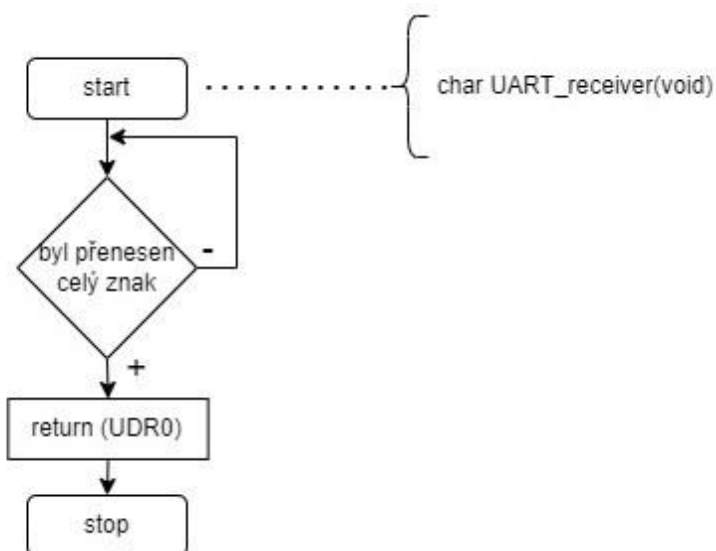 start
char UART_receiver(void)
byl přenesen
celý znak
-
+
return (UDR0)
stop